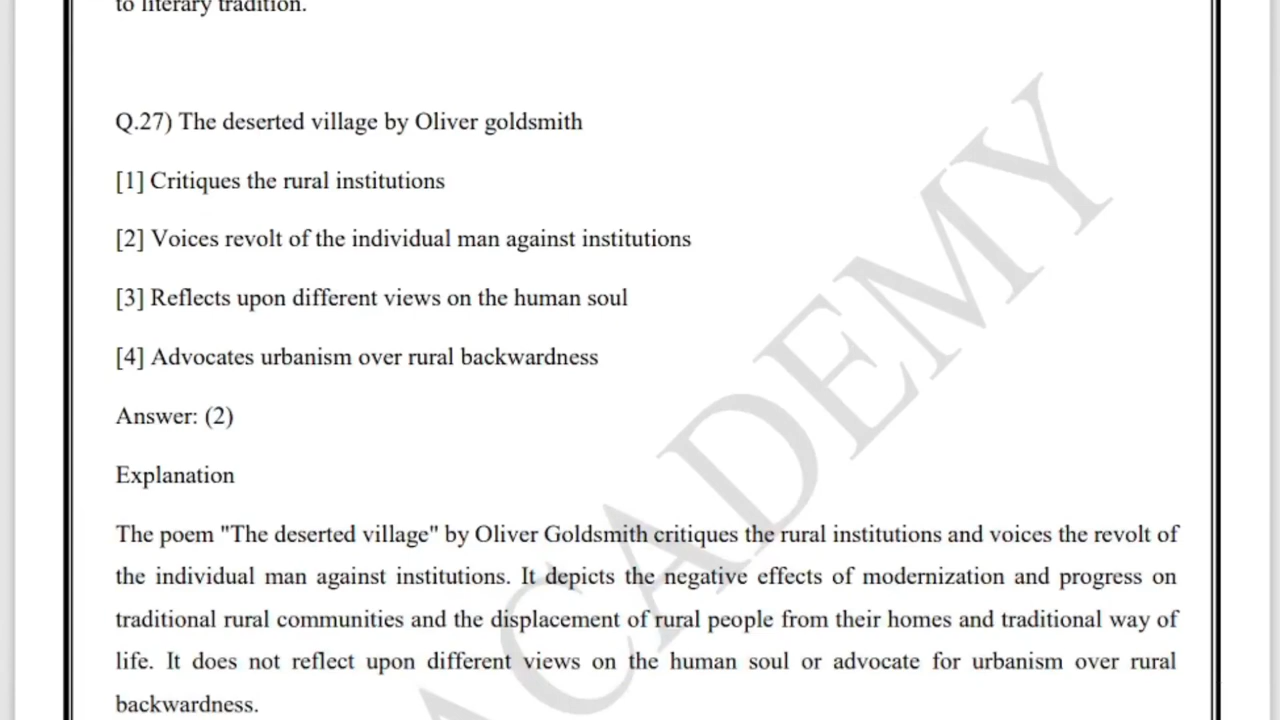 to literary tradition.
Q.27) The deserted village by Oliver goldsmith
[1] Critiques the rural institutions
[2] Voices revolt of the individual man against institutions
[3] Reflects upon different views on the human soul
[4] Advocates urbanism over rural backwardness
Answer: (2)
Explanation
The poem "The deserted village" by Oliver Goldsmith critiques the rural institutions and voices the revolt of
the individual man against institutions. It depicts the negative effects of modernization and progress on
traditional rural communities and the displacement of rural people from their homes and traditional way of
life. It does not reflect upon different views on the human soul or advocate for urbanism over rural
backwardness.
ACADEMY